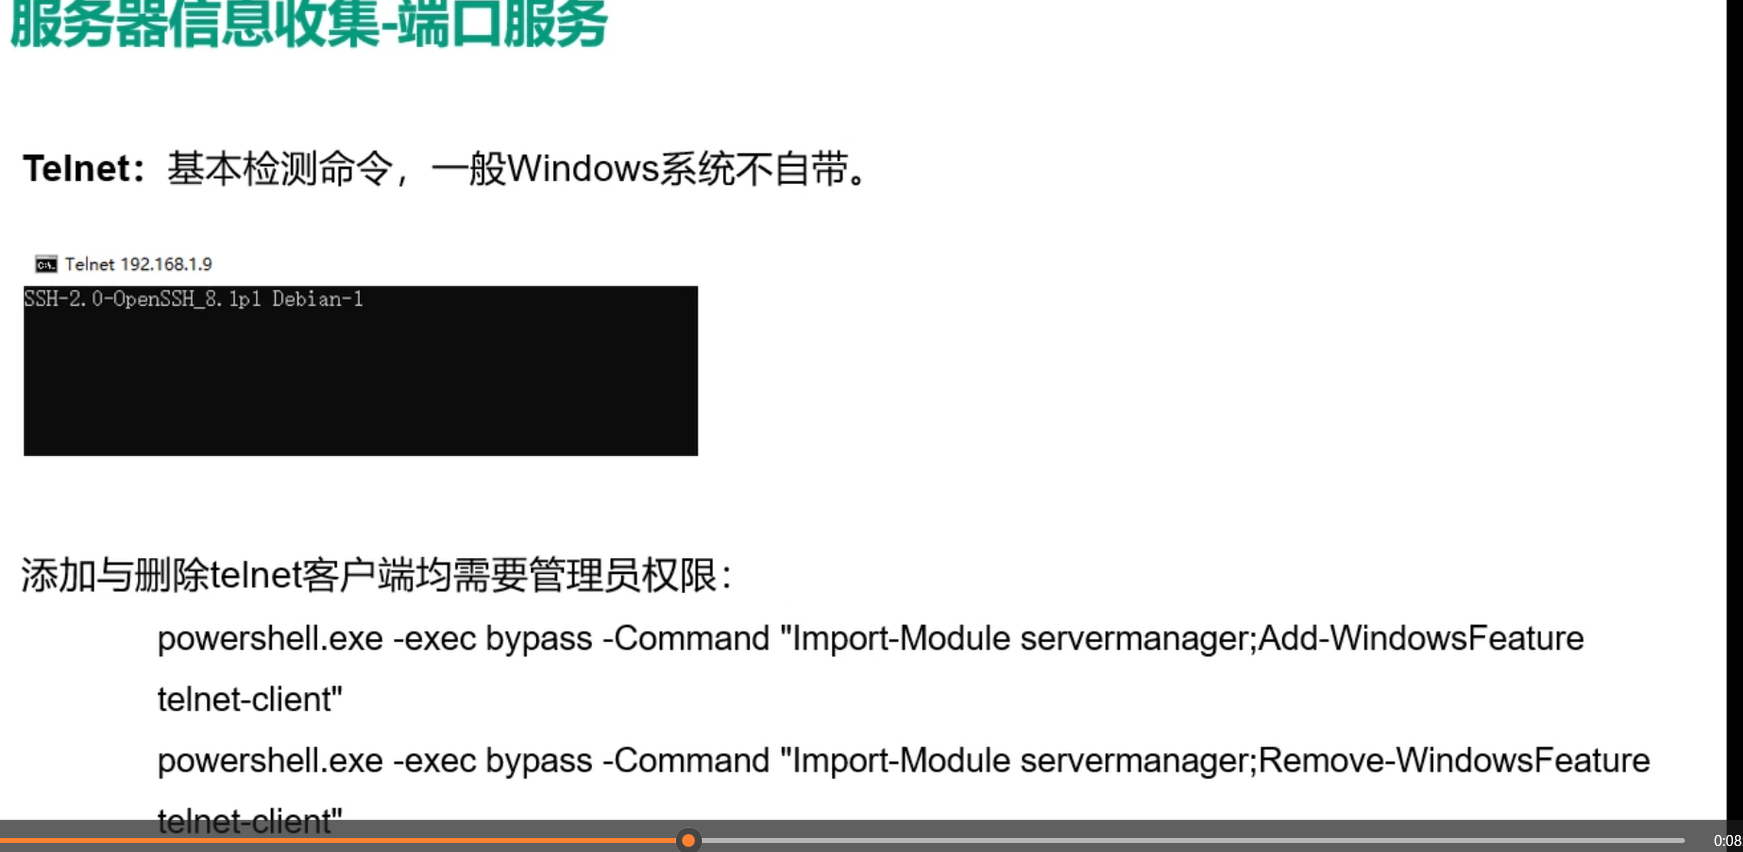 服务器信息收集-端口服务
Telnet：基本检测命令，一般Windows系统不自带。
C:\.
Telnet 192.168.1.9
SSH-2.0-OpenSSH_8.1p1 Debian-1
添加与删除telnet客户端均需要管理员权限：
powershell.exe -exec bypass -Command "Import-Module servermanager;Add-WindowsFeature
telnet-client"
powershell.exe -exec bypass -Command "Import-Module servermanager;Remove-WindowsFeature
telnet-client"
0:08